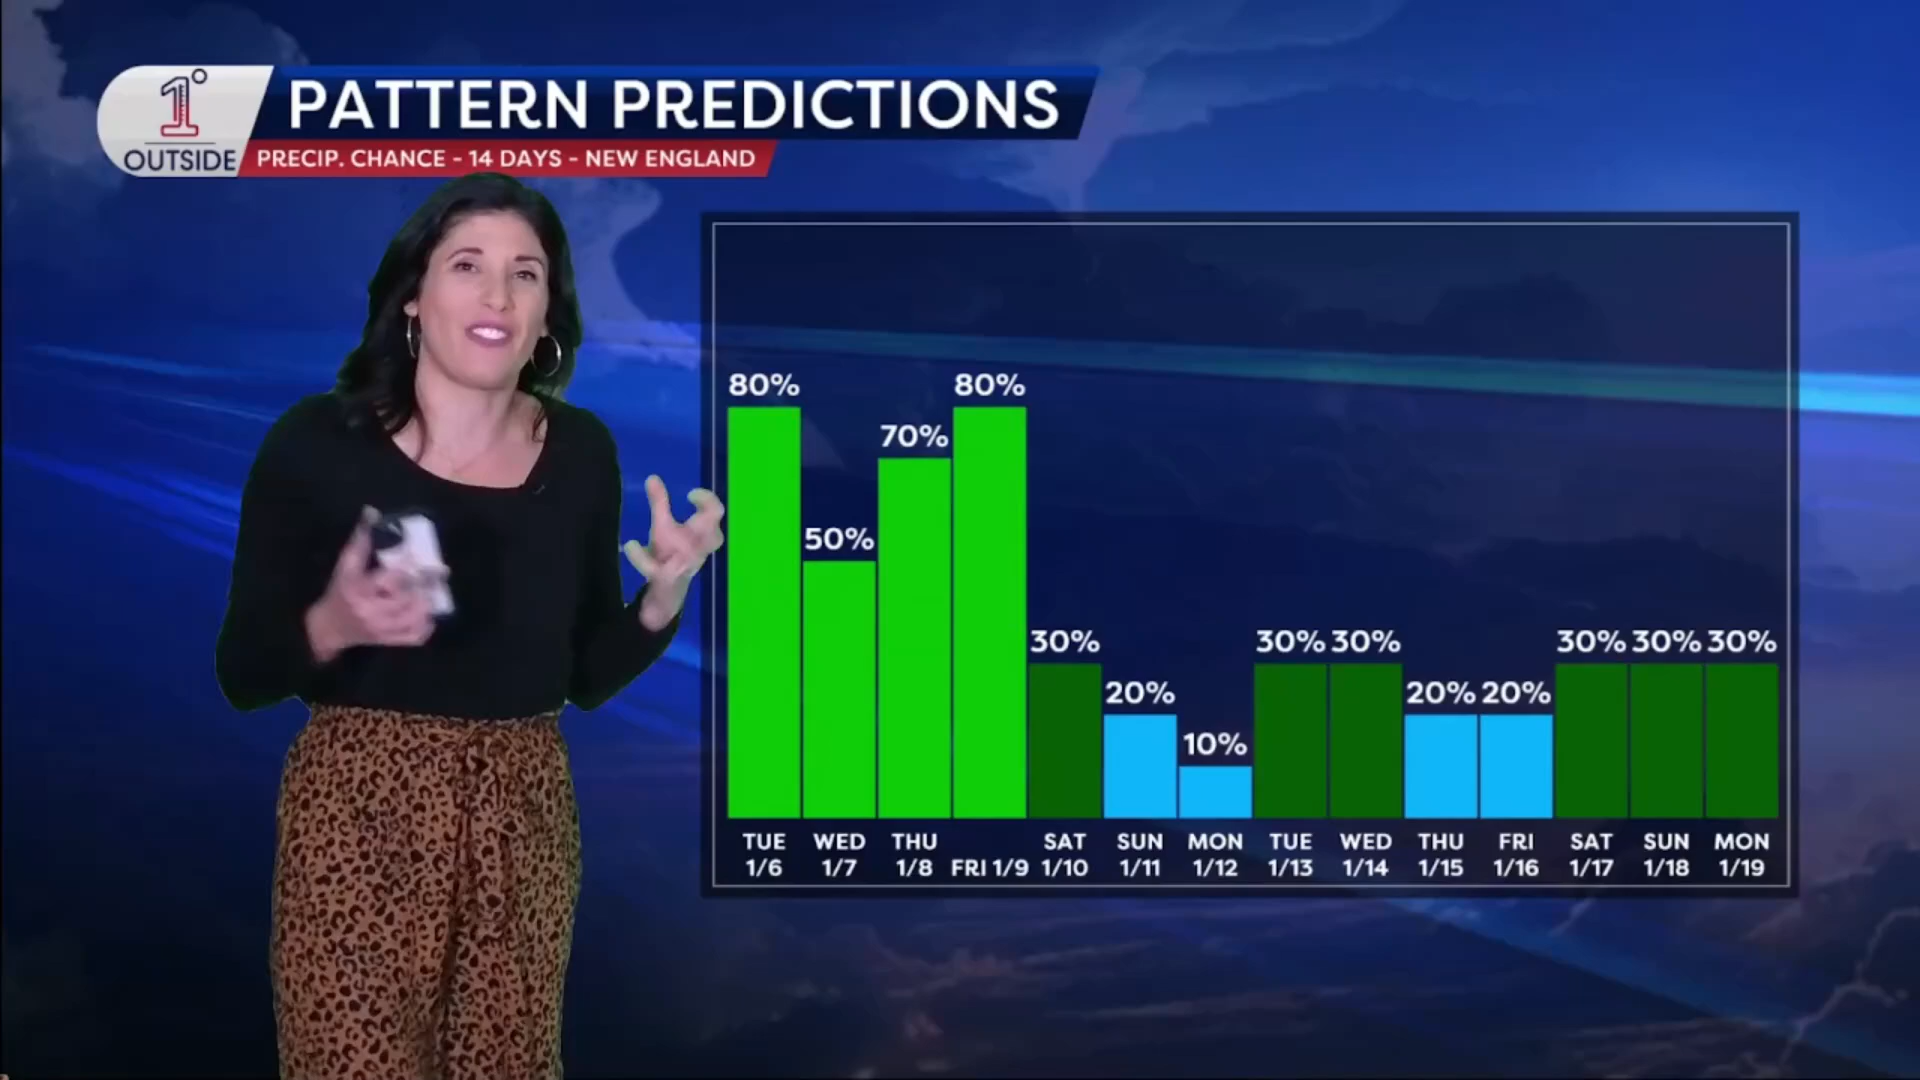 1°
OUTSIDE
PATTERN PREDICTIONS
PRECIP. CHANCE - 14 DAYS - NEW ENGLAND
80% 50% 70% 80% 30% 20% 10% 30% 30% 20% 20% 30% 30% 30%
TUE WED THU SAT SUN MON TUE WED THU FRI SAT SUN MON
1/6 1/7 1/8 FRI 1/9 1/10 1/11 1/12 1/13 1/14 1/15 1/16 1/17 1/18 1/19